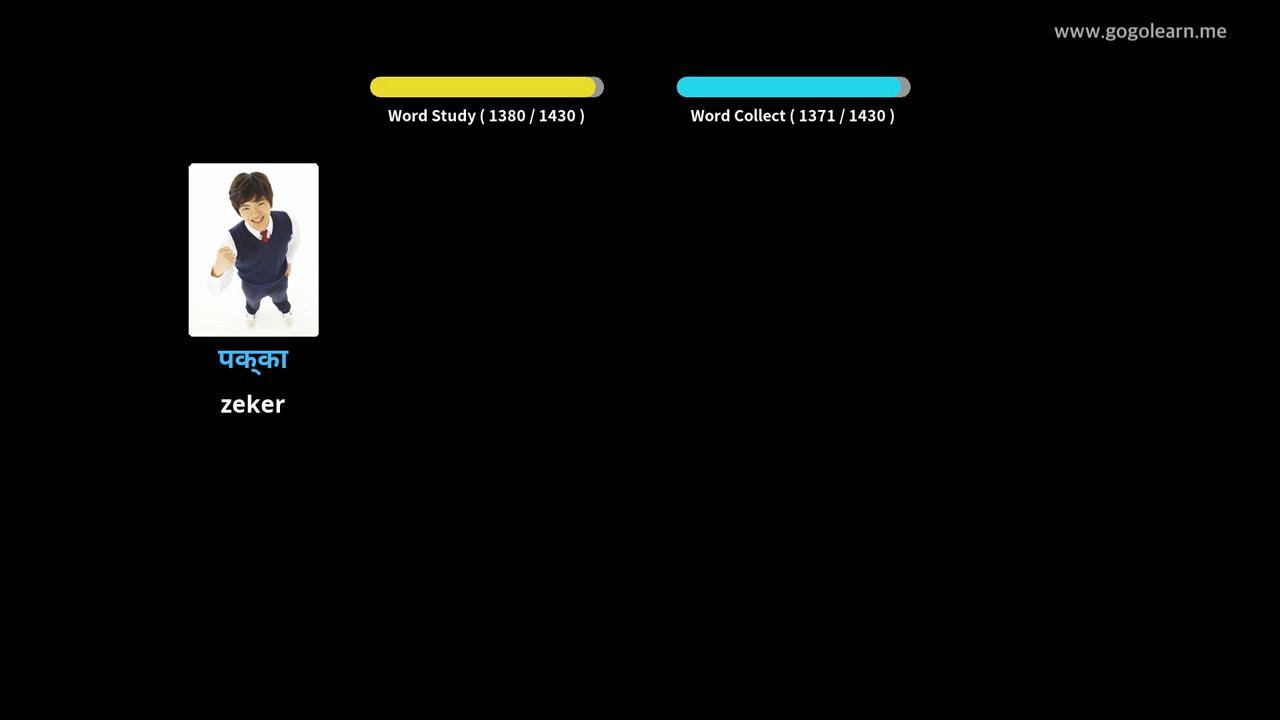 www.gogolearn.me
Word Study ( 1380 / 1430 )
Word Collect ( 1371 / 1430 )
पक्का
zeker